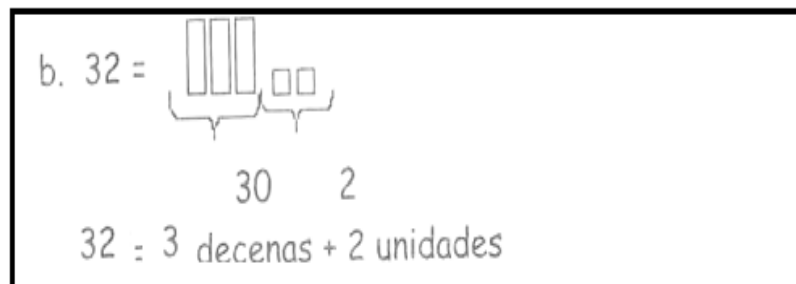 b. 32 =
30 2
32 = 3 decenas + 2 unidades